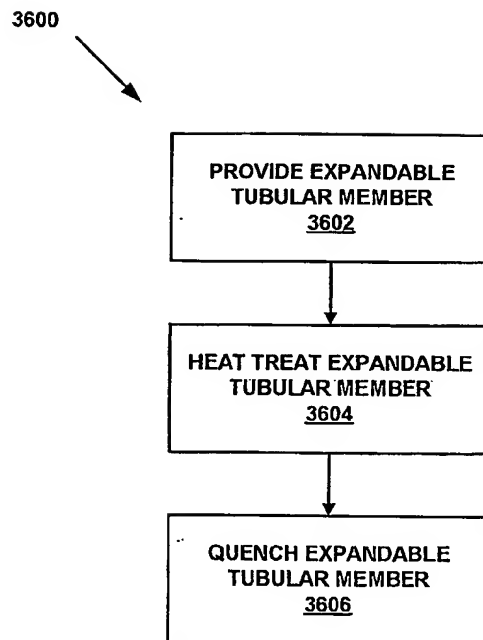 3600
PROVIDE EXPANDABLE
TUBULAR MEMBER
3602
HEAT TREAT EXPANDABLE
TUBULAR MEMBER
3604
QUENCH EXPANDABLE
TUBULAR MEMBER
3606